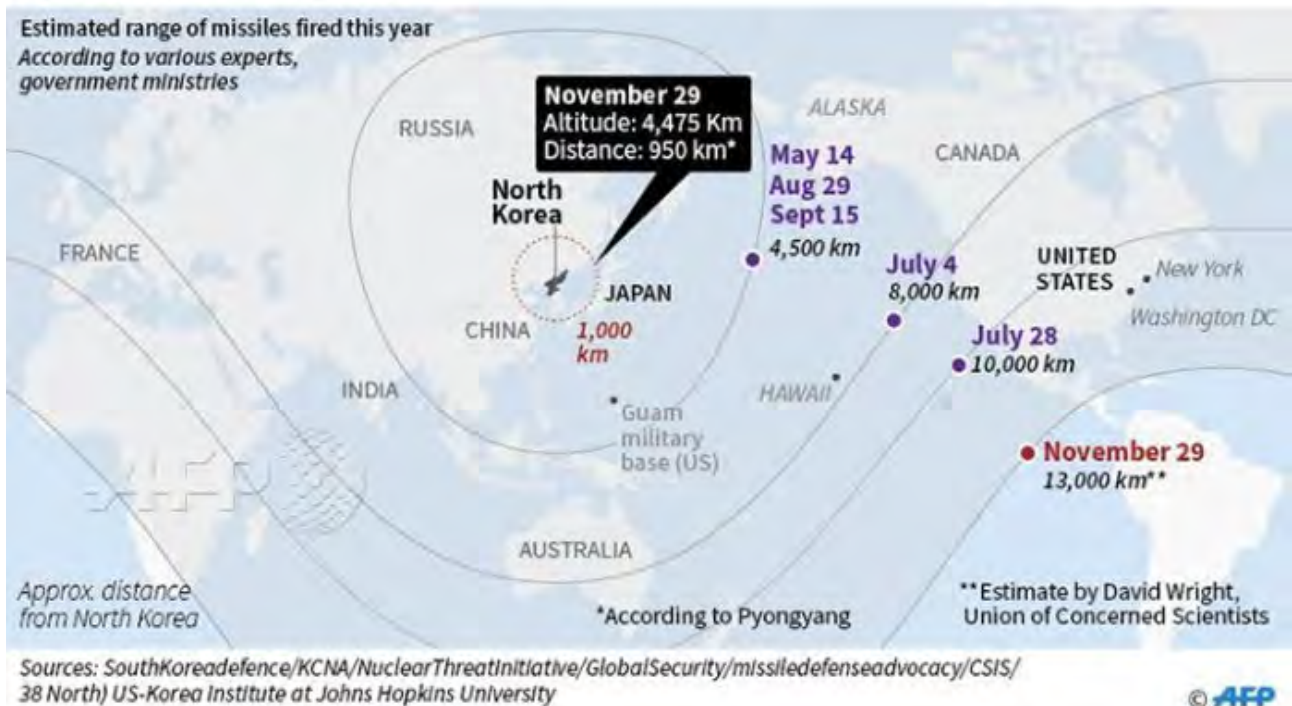 Estimated range of missiles fired this year
According to various experts,
government ministries
November 29
Altitude: 4,475 Km
Distance: 950 km*
RUSSIA
ALASKA
CANADA
May 14
Aug 29
Sept 15
4,500 km
North
Korea
FRANCE
JAPAN
CHINA
1,000
km
INDIA
July 4
8,000 km
UNITED
STATES
New York
Washington DC
July 28
10,000 km
HAWAII
Guam
military
base (US)
November 29
13,000 km**
AFP
AUSTRALIA
Approx. distance
from North Korea
*According to Pyongyang
**Estimate by David Wright,
Union of Concerned Scientists
Sources: SouthKoreadefence/KCNA/NuclearThreatInitiative/GlobalSecurity/missiledefenseadvocacy/CSIS/
38 North) US-Korea Institute at Johns Hopkins University
© AFP